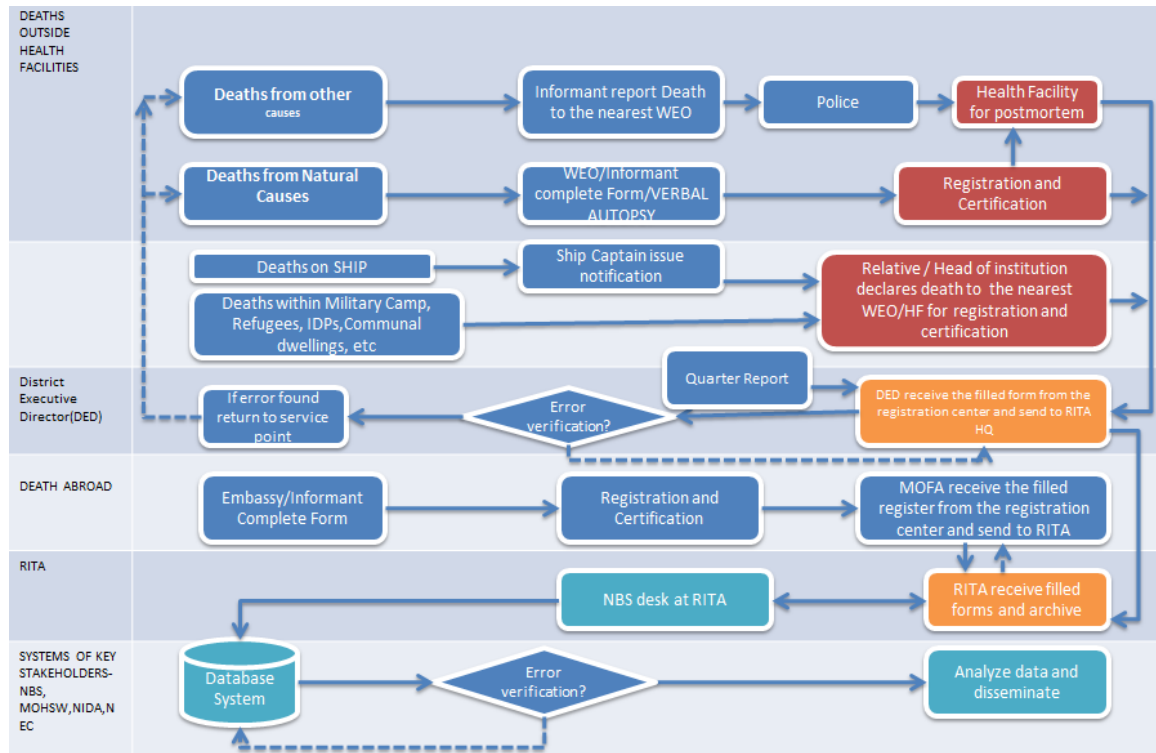 DEATHS
OUTSIDE
HEALTH
FACILITIES
Deaths from other
causes
Informant report Death
to the nearest WEO
Police
Health Facility
for postmortem
Deaths from Natural
Causes
WEO/Informant
complete Form/VERBAL
AUTOPSY
Registration and
Certification
Deaths on SHIP
Ship Captain issue
notification
Deaths within Military Camp,
Refugees, IDPs,Communal
dwellings, etc
Relative / Head of institution
declares death to the nearest
WEO/HF for registration and
certification
District
Executive
Director(DED)
If error found
return to service
point
Error
verification?
Quarter Report
DED receive the filled form from the
registration center and send to RITA
HQ
DEATH ABROAD
Embassy/Informant
Complete Form
Registration and
Certification
MOFA receive the filled
register from the registration
center and send to RITA
RITA
NBS desk at RITA
RITA receive filled
forms and archive
SYSTEMS OF KEY
STAKEHOLDERS-
NBS,
MOHSW,NIDA,N
EC
Database
System
Error
verification?
Analyze data and
disseminate